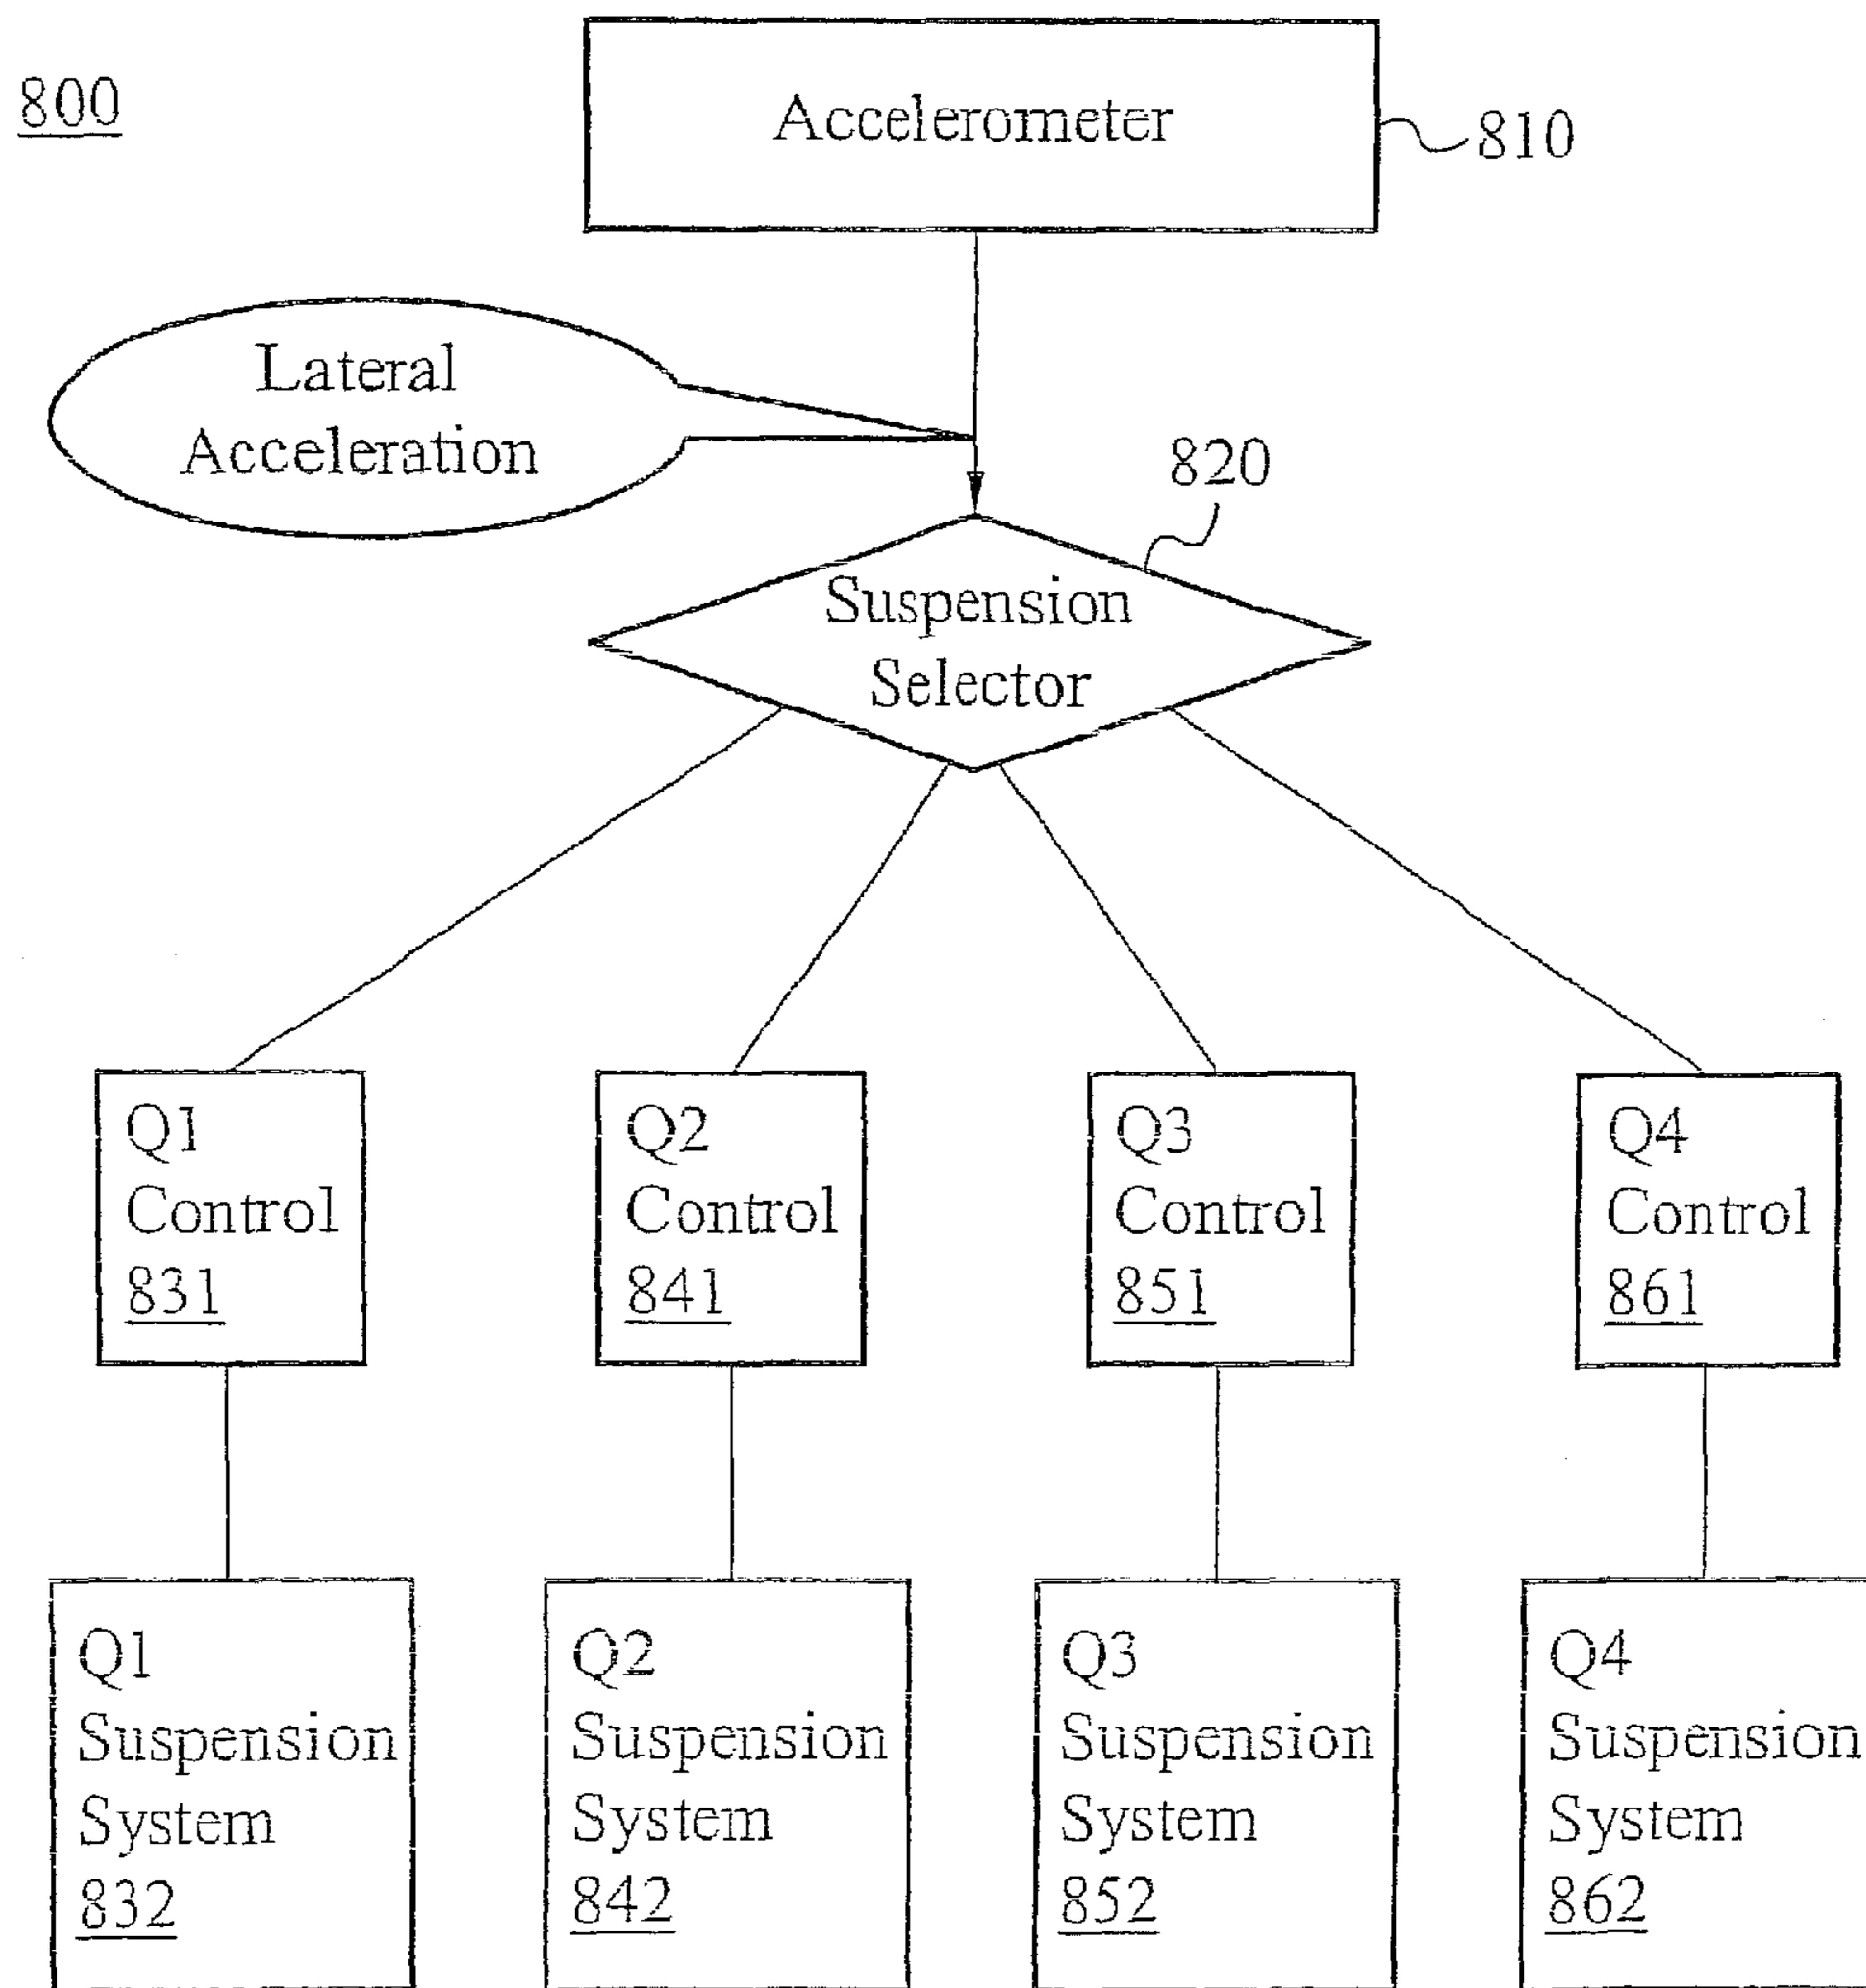 800
Accelerometer
810
Lateral
Acceleration
820
Suspension
Selector
Q1
Control
831
Q2
Control
841
Q3
Control
851
Q4
Control
861
Q1
Suspension
System
832
Q2
Suspension
System
842
Q3
Suspension
System
852
Q4
Suspension
System
862